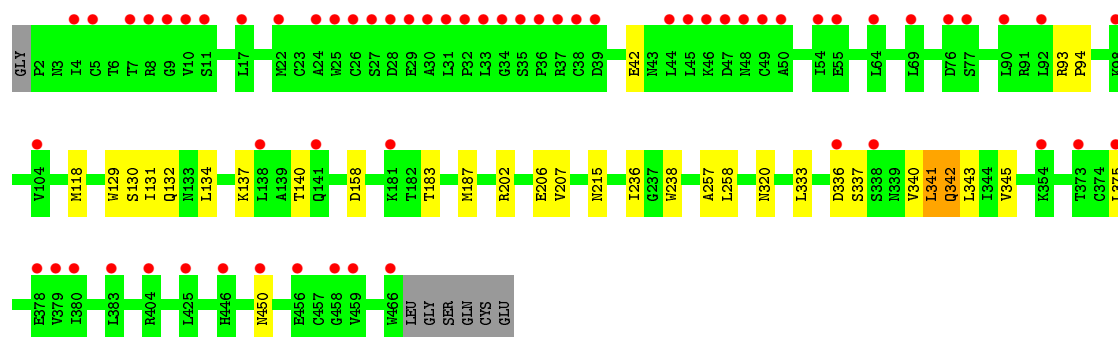 GLY P2 N3 I4 C5 T6 T7 R8 G9 V10 S11 L17 M22 C23 A24 W25 C26 S27 D28 E29 A30 L31 P32 L33 G34 S35 P36 R37 C38 D39 E42 N43 L44 L45 K46 D47 N48 C49 A50 I54 E55 L64 L69 D76 S77 L90 R91 L92 R93 P94 K98
V104 M118 W129 S130 I131 Q132 N133 L134 K137 L138 A139 T140 Q141 D158 K181 T182 T183 M187 R202 E206 V207 N215 I236 G237 W238 A257 L258 N320 L333 D336 S337 S338 N339 V340 L341 Q342 L343 I344 V345 K354 T373 C374 L375
E378 V379 I380 L383 R404 L425 H446 N450 E456 C457 G458 V459 W466 LEU GLY SER GLN CYS GLU